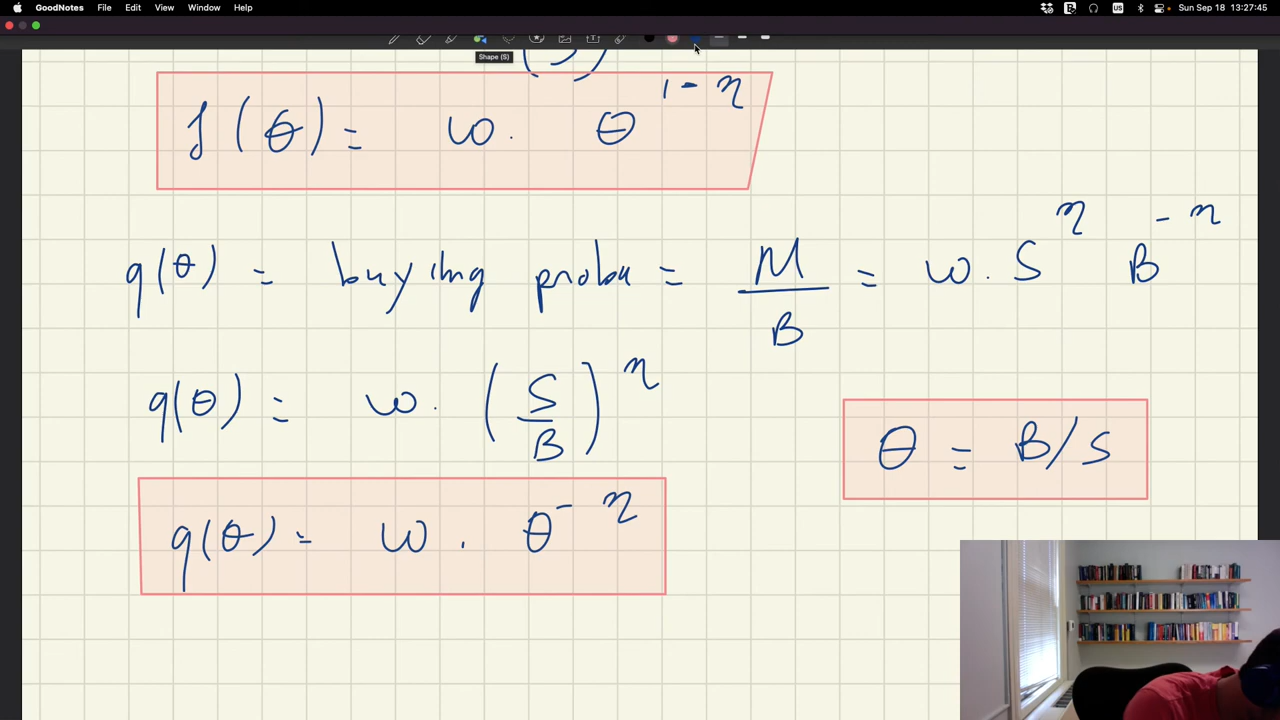 GoodNotes File Edit View Window Help Sun Sep 18 13:27:45
Shape (S)
f(θ) = ω · θ^{1-η}
q(θ) = buying proba = M/B = ω · S^η B^{-η}
q(θ) = ω · (S/B)^η
θ = B/S
q(θ) = ω · θ^{-η}